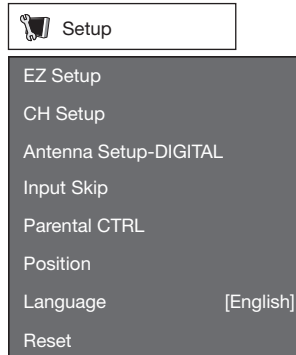 Setup
EZ Setup
CH Setup
Antenna Setup-DIGITAL
Input Skip
Parental CTRL
Position
Language [English]
Reset